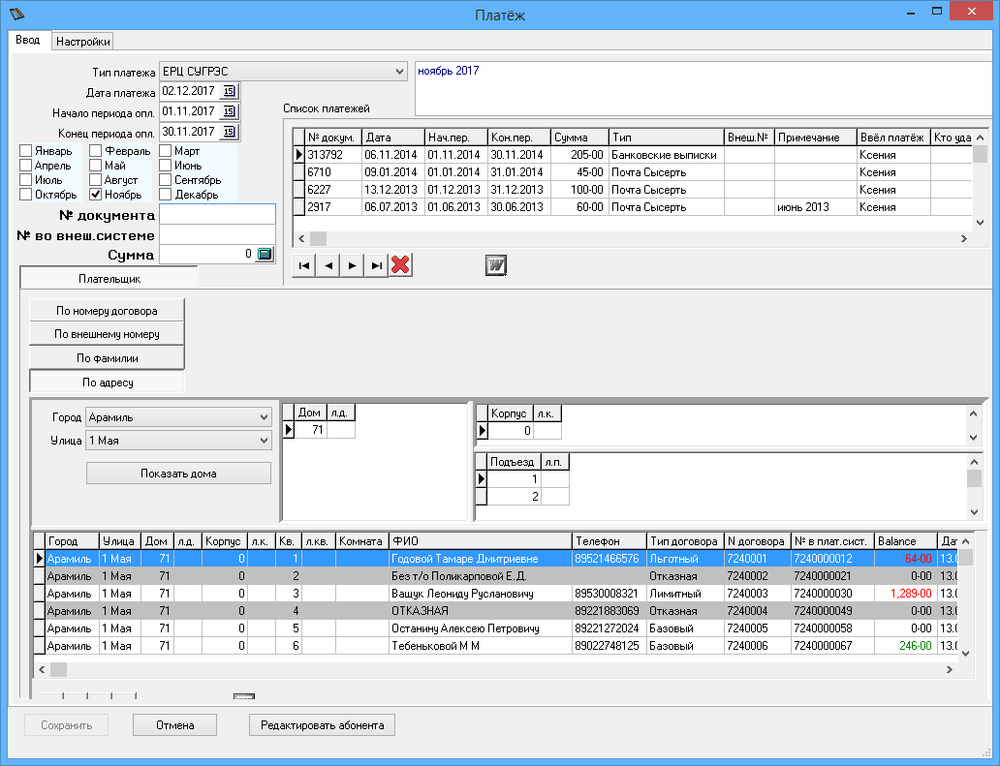 Платёж
Ввод Настройки
Тип платежа ЕРЦ СУГРЭС
ноябрь 2017
Дата платежа 02.12.2017 15
Начало периода опл. 01.11.2017 15
Конец периода опл. 30.11.2017 15
Январь Февраль Март
Апрель Май Июнь
Июль Август Сентябрь
Октябрь Ноябрь Декабрь
№ документа
№ во внеш.системе
Сумма 0
Список платежей
№ докум. Дата Нач.пер. Кон.пер. Сумма Тип Внеш.№ Примечание Ввёл платёж Кто уда
313792 06.11.2014 01.11.2014 30.11.2014 205-00 Банковские выписки Ксения
6710 09.01.2014 01.01.2014 31.01.2014 45-00 Почта Сысерть Ксения
6227 13.12.2013 01.12.2013 31.12.2013 100-00 Почта Сысерть Ксения
2917 06.07.2013 01.06.2013 30.06.2013 60-00 Почта Сысерть июнь 2013 Ксения
W
Плательщик
По номеру договора
По внешнему номеру
По фамилии
По адресу
Город Арамиль
Улица 1 Мая
Показать дома
Дом л.д.
71
Корпус л.к.
0
Подъезд л.п.
1
2
Город Улица Дом л.д. Корпус л.к. Кв. л.кв. Комната ФИО Телефон Тип договора N договора № в плат.сист. Balance Дат
Арамиль 1 Мая 71 0 1 Годовой Тамаре Дмитриевне 89521466576 Льготный 7240001 7240000012 64-00 13.0
Арамиль 1 Мая 71 0 2 Без т/о Поликарповой Е.Д. Отказная 7240002 7240000021 0-00 13.0
Арамиль 1 Мая 71 0 3 Ващук Леониду Руслановичу 89530008321 Лимитный 7240003 7240000030 1,289-00 13.0
Арамиль 1 Мая 71 0 4 ОТКАЗНАЯ 89221883069 Отказная 7240004 7240000049 0-00 13.0
Арамиль 1 Мая 71 0 5 Останину Алексею Петровичу 89221272024 Базовый 7240005 7240000058 0-00 13.0
Арамиль 1 Мая 71 0 6 Тебеньковой М М 89022748125 Базовый 7240006 7240000067 246-00 13.0
Сохранить Отмена Редактировать абонента